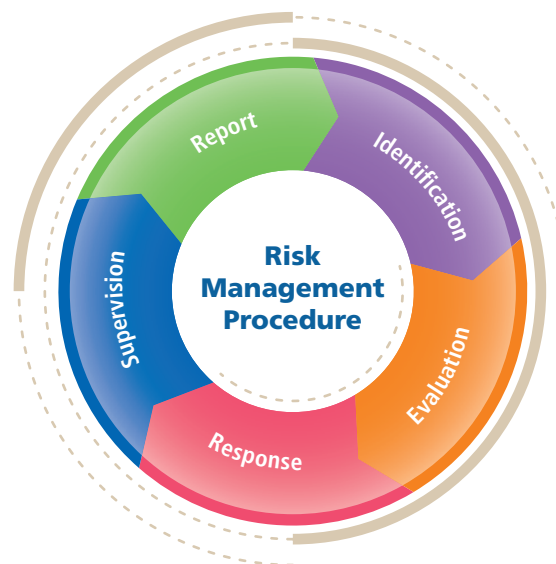 Risk
Management
Procedure
Identification
Evaluation
Response
Supervision
Report